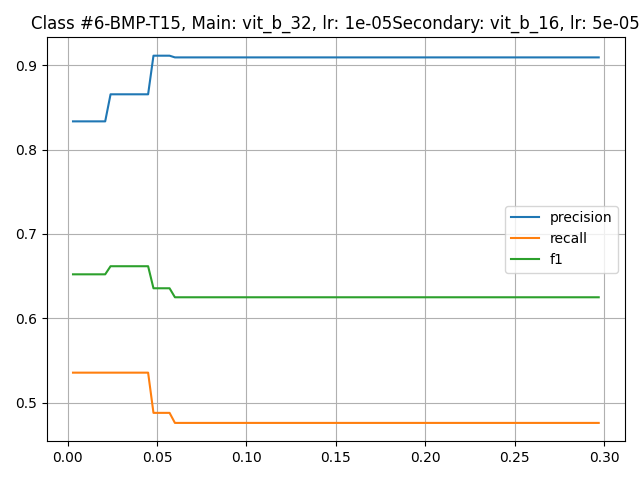 Class #6-BMP-T15, Main: vit_b_32, lr: 1e-05Secondary: vit_b_16, lr: 5e-05
0.9
0.8
0.7
0.6
0.5
precision
recall
f1
0.00 0.05 0.10 0.15 0.20 0.25 0.30